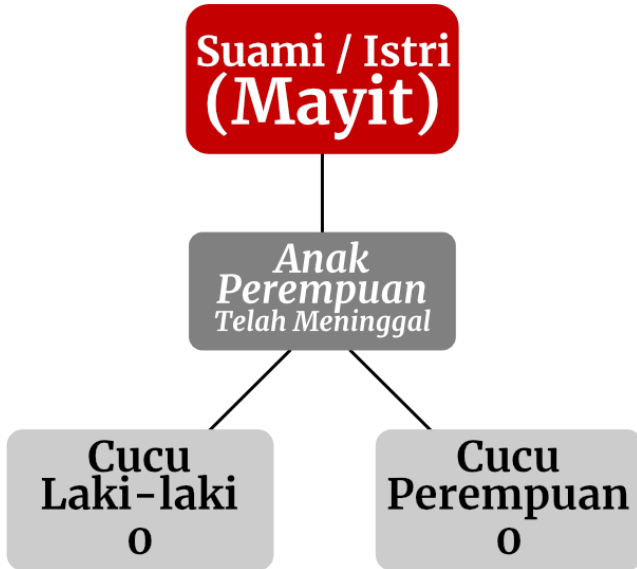 Suami / Istri
(Mayit)
Anak
Perempuan
Telah Meninggal
Cucu
Laki-laki
0
Cucu
Perempuan
0